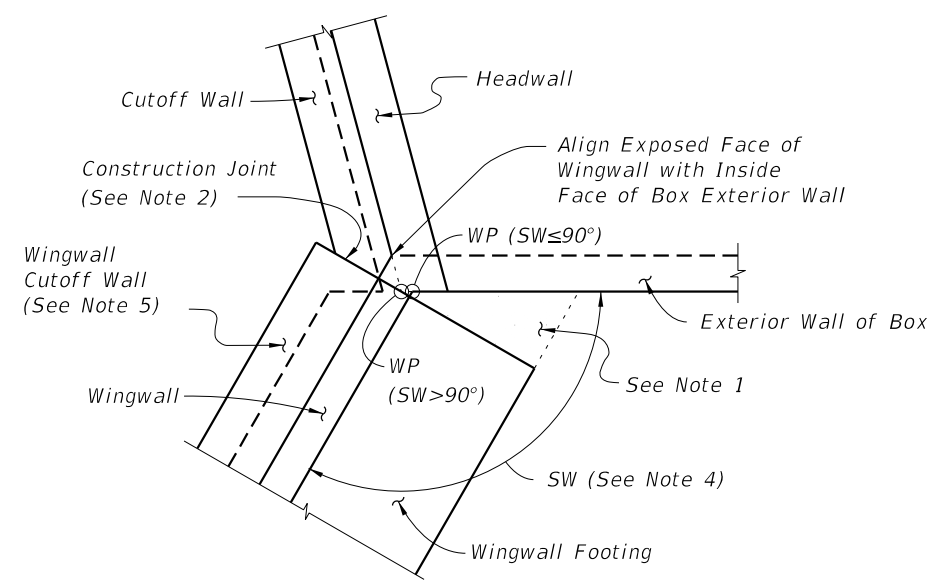 Headwall
Cutoff Wall
Align Exposed Face of
Wingwall with Inside
Face of Box Exterior Wall
Construction Joint
(See Note 2)
WP (SW≤90°)
Wingwall
Cutoff Wall
(See Note 5)
Exterior Wall of Box
WP
(SW>90°)
See Note 1
Wingwall
SW (See Note 4)
Wingwall Footing